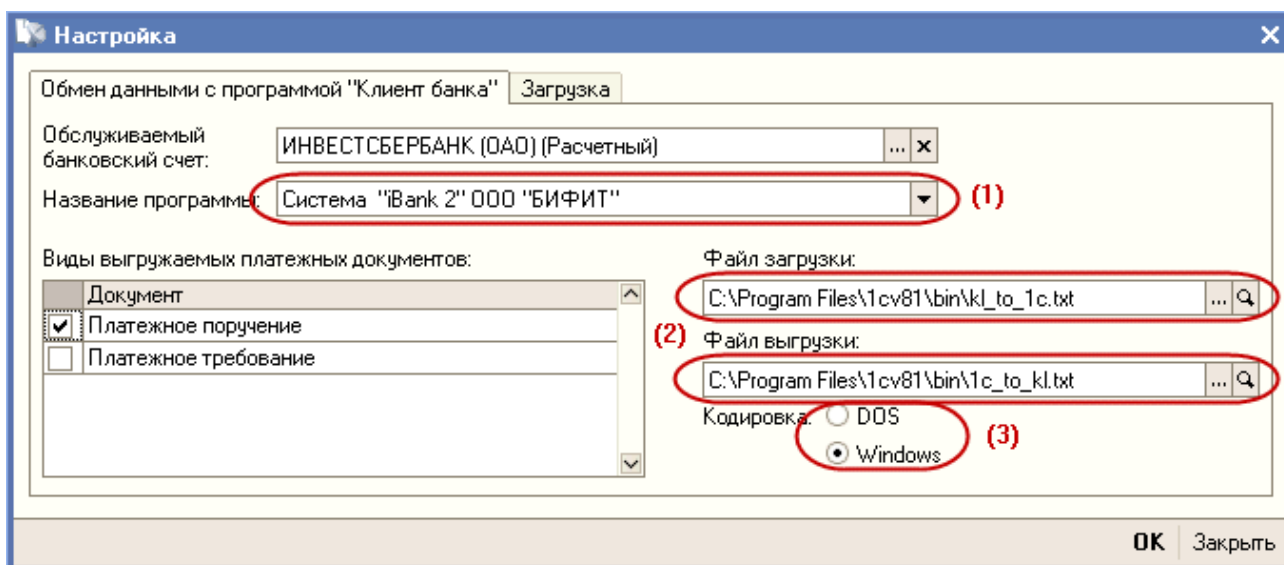 Настройка
Обмен данными с программой "Клиент банка" Загрузка
Обслуживаемый
банковский счет:
ИНВЕСТСБЕРБАНК (ОАО) (Расчетный) ...
Название программы: Система "iBank 2" ООО "БИФИТ" (1)
Виды выгружаемых платежных документов:
Документ
Платежное поручение
Платежное требование
(2)
Файл загрузки:
C:\Program Files\1cv81\bin\kl_to_1c.txt ...
Файл выгрузки:
C:\Program Files\1cv81\bin\1c_to_kl.txt ...
Кодировка: DOS
Windows
(3)
OK Закрыть